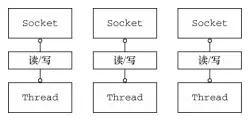 Socket Socket Socket
读/写 读/写 读/写
Thread Thread Thread